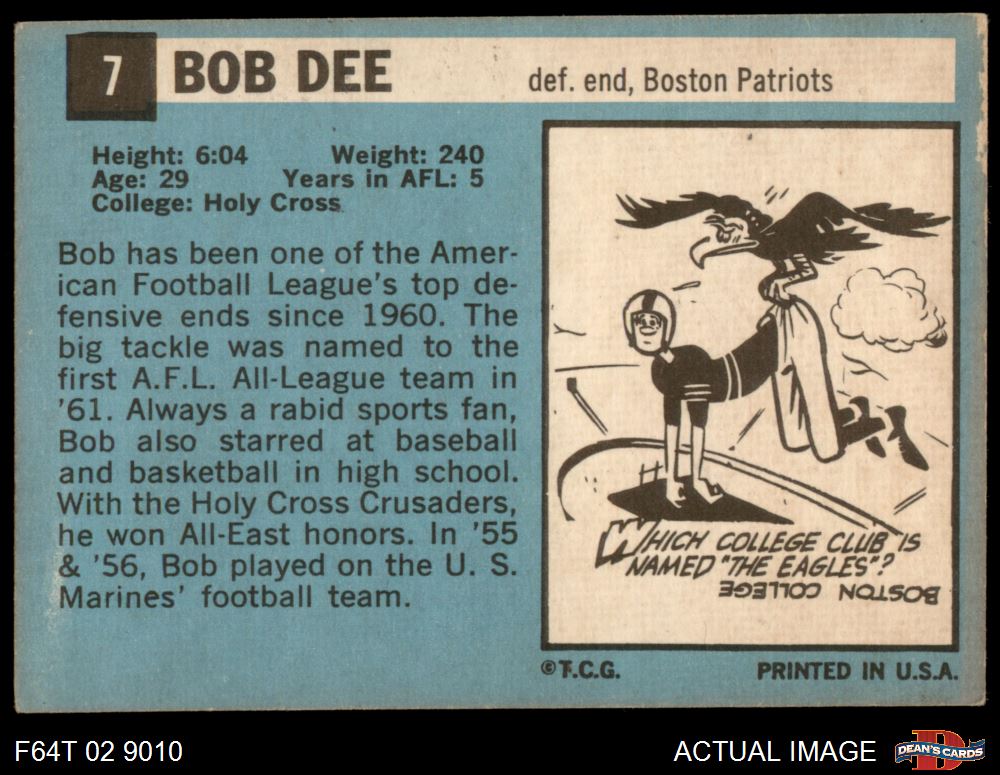 7 BOB DEE def. end, Boston Patriots
Height: 6:04 Weight: 240
Age: 29 Years in AFL: 5
College: Holy Cross
Bob has been one of the Amer-
ican Football League's top de-
fensive ends since 1960. The
big tackle was named to the
first A.F.L. All-League team in
'61. Always a rabid sports fan,
Bob also starred at baseball
and basketball in high school.
With the Holy Cross Crusaders,
he won All-East honors. In '55
& '56, Bob played on the U. S.
Marines' football team.
WHICH COLLEGE CLUB IS
NAMED "THE EAGLES"?
BOSTON COLLEGE
©T.C.G. PRINTED IN U.S.A.
F64T 02 9010 ACTUAL IMAGE
D
DEAN'S CARDS